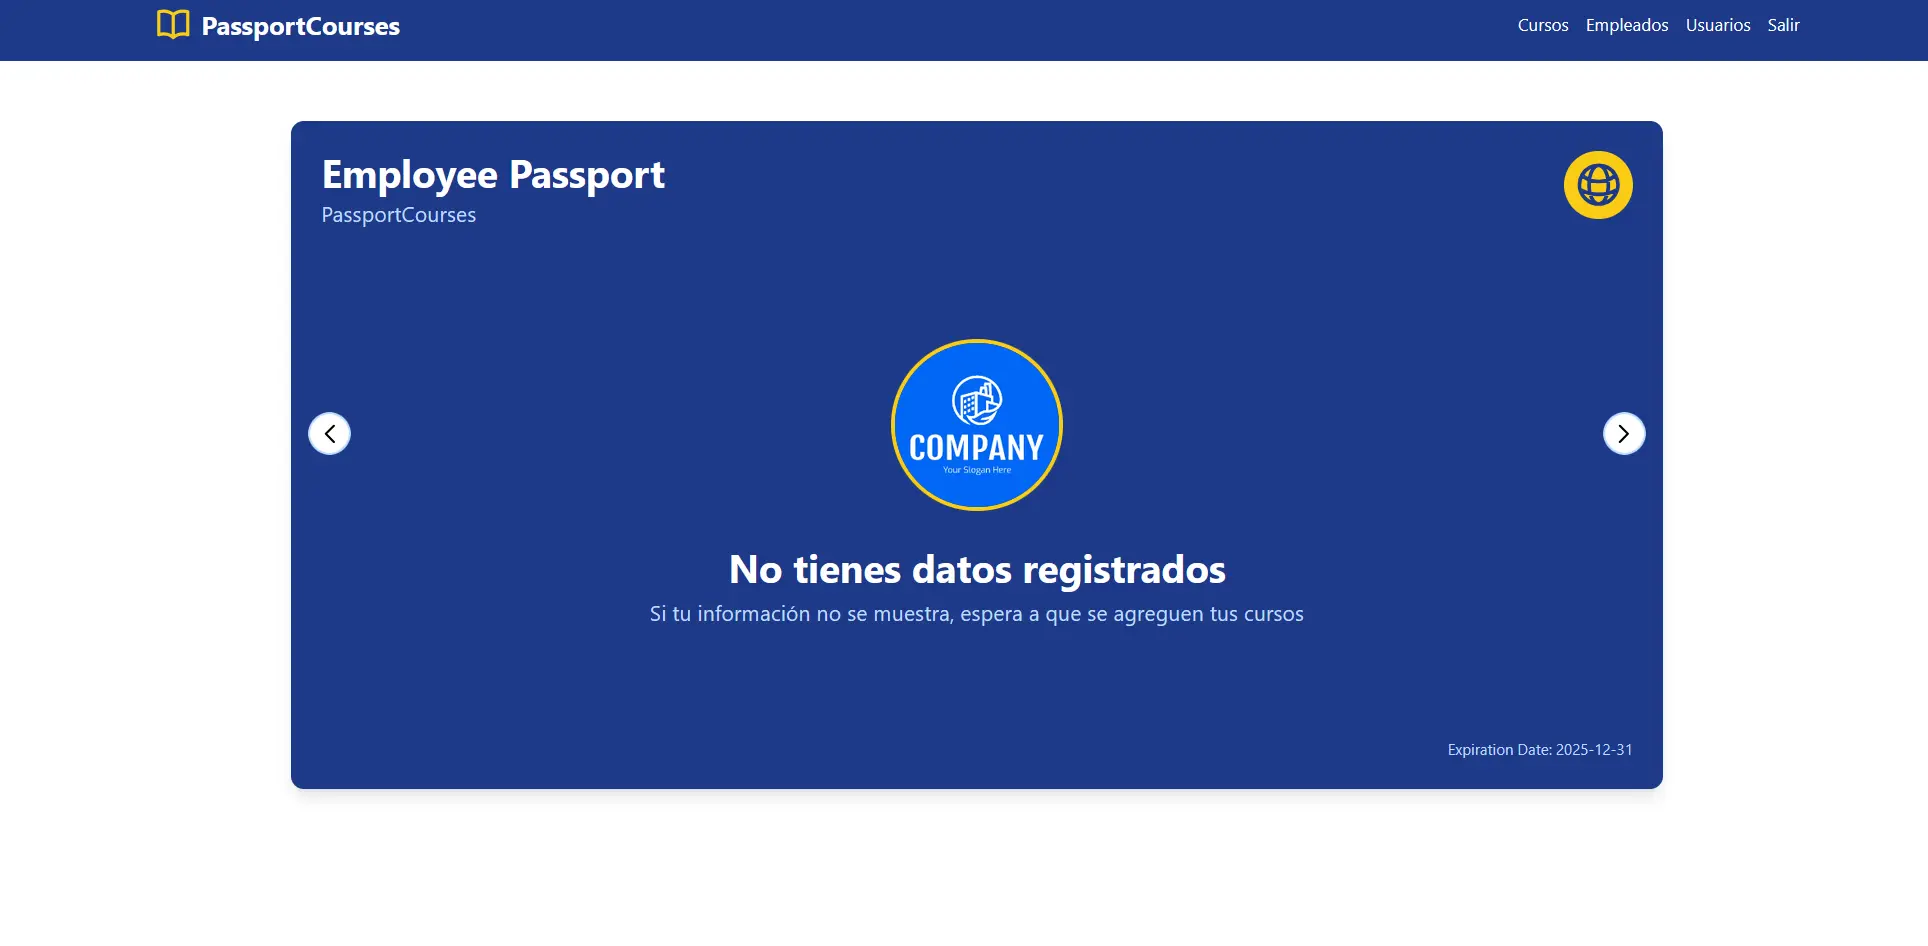 PassportCourses
Cursos Empleados Usuarios Salir
Employee Passport
PassportCourses
COMPANY
Your Slogan Here
No tienes datos registrados
Si tu información no se muestra, espera a que se agreguen tus cursos
Expiration Date: 2025-12-31